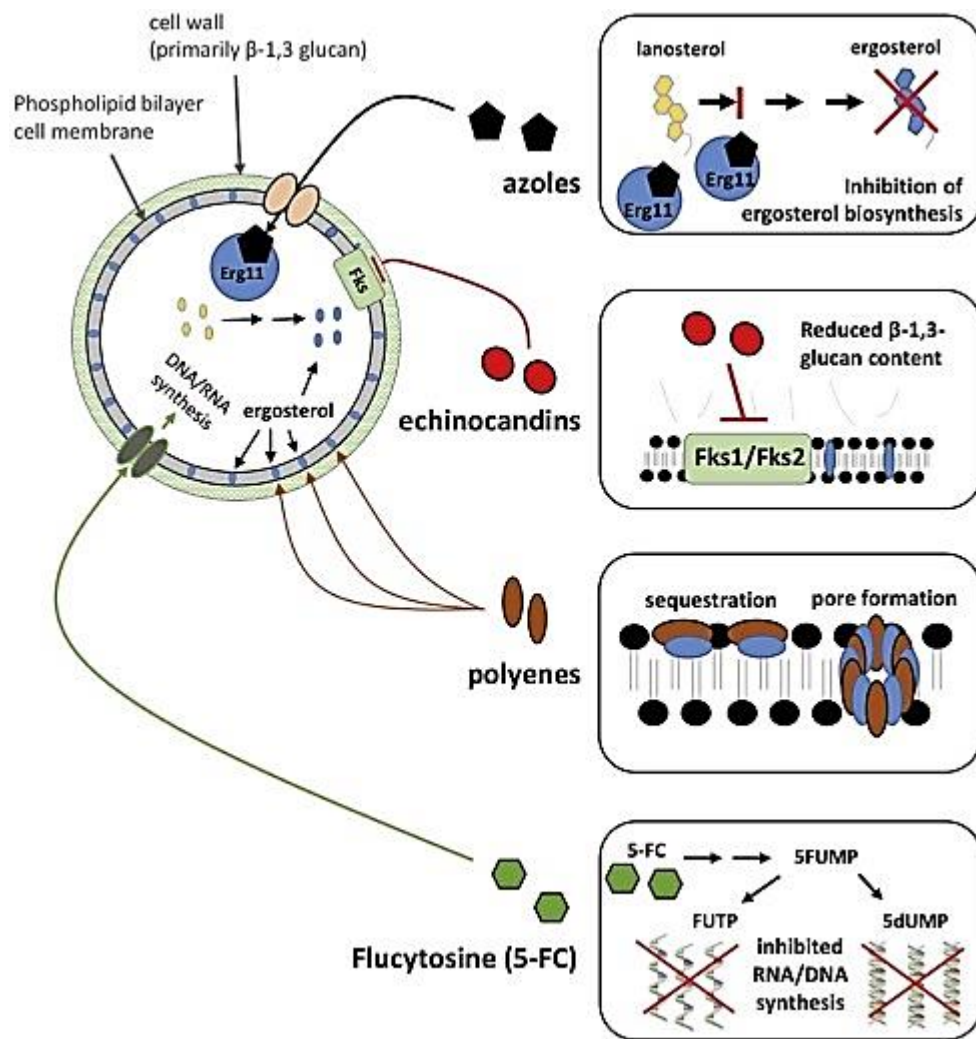 cell wall
(primarily β-1,3 glucan)
Phospholipid bilayer
cell membrane
azoles
Erg11
Fks
DNA/RNA
synthesis
ergosterol
echinocandins
polyenes
Flucytosine (5-FC)
lanosterol
ergosterol
Erg11
Erg11
Inhibition of
ergosterol biosynthesis
Reduced β-1,3-
glucan content
Fks1/Fks2
sequestration
pore formation
5-FC
5FUMP
FUTP
5dUMP
inhibited
RNA/DNA
synthesis